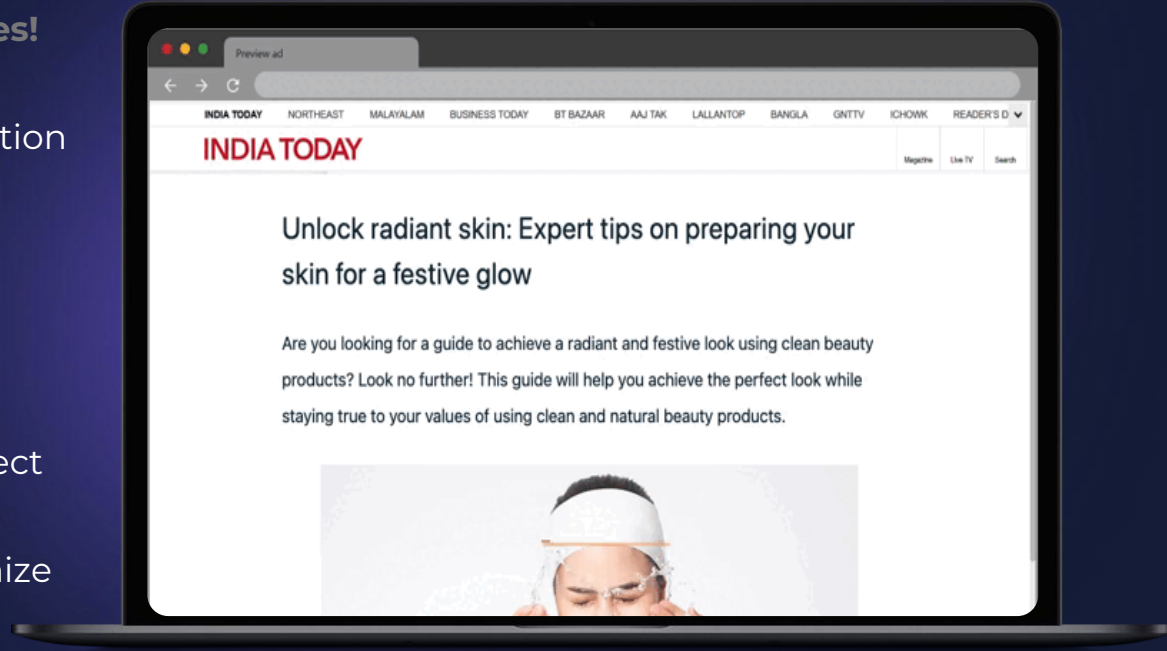 es!
tion
ect
nize
Preview ad
INDIA TODAY NORTHEAST MALAYALAM BUSINESS TODAY BT BAZAAR AAJ TAK LALLANTOP BANGLA GNTTV ICHOWK READER'S D
INDIA TODAY
Magazine Live TV Search
Unlock radiant skin: Expert tips on preparing your
skin for a festive glow
Are you looking for a guide to achieve a radiant and festive look using clean beauty
products? Look no further! This guide will help you achieve the perfect look while
staying true to your values of using clean and natural beauty products.